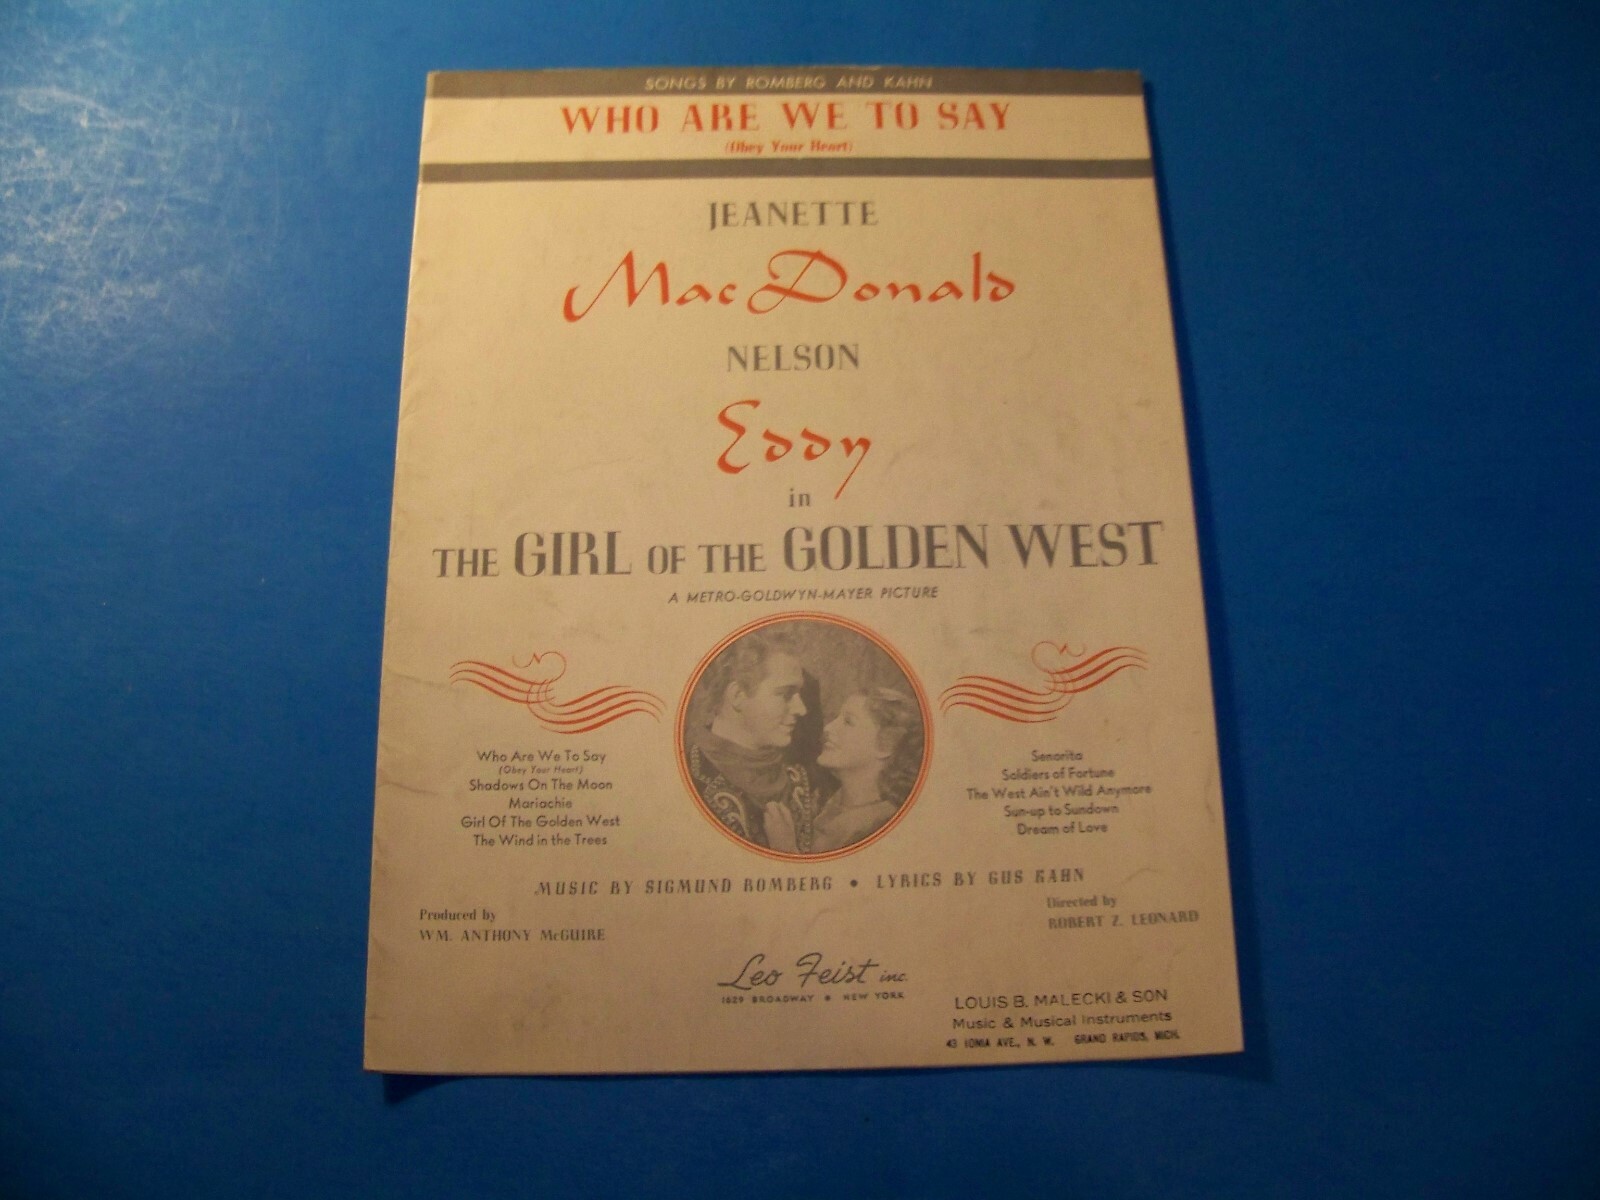 SONGS BY ROMBERG AND KAHN
WHO ARE WE TO SAY
(Obey Your Heart)
JEANETTE
MacDonald
NELSON
Eddy
in
THE GIRL OF THE GOLDEN WEST
A METRO-GOLDWYN-MAYER PICTURE
Who Are We To Say
(Obey Your Heart)
Shadows On The Moon
Mariachie
Girl Of The Golden West
The Wind in the Trees
Senorita
Soldiers of Fortune
The West Ain't Wild Anymore
Sun-up to Sundown
Dream of Love
MUSIC BY SIGMUND ROMBERG • LYRICS BY GUS KAHN
Produced by
WM. ANTHONY McGUIRE
Directed by
ROBERT Z. LEONARD
Leo Feist inc.
1629 BROADWAY • NEW YORK
LOUIS B. MALECKI & SON
Music & Musical Instruments
43 IONIA AVE., N. W. GRAND RAPIDS, MICH.